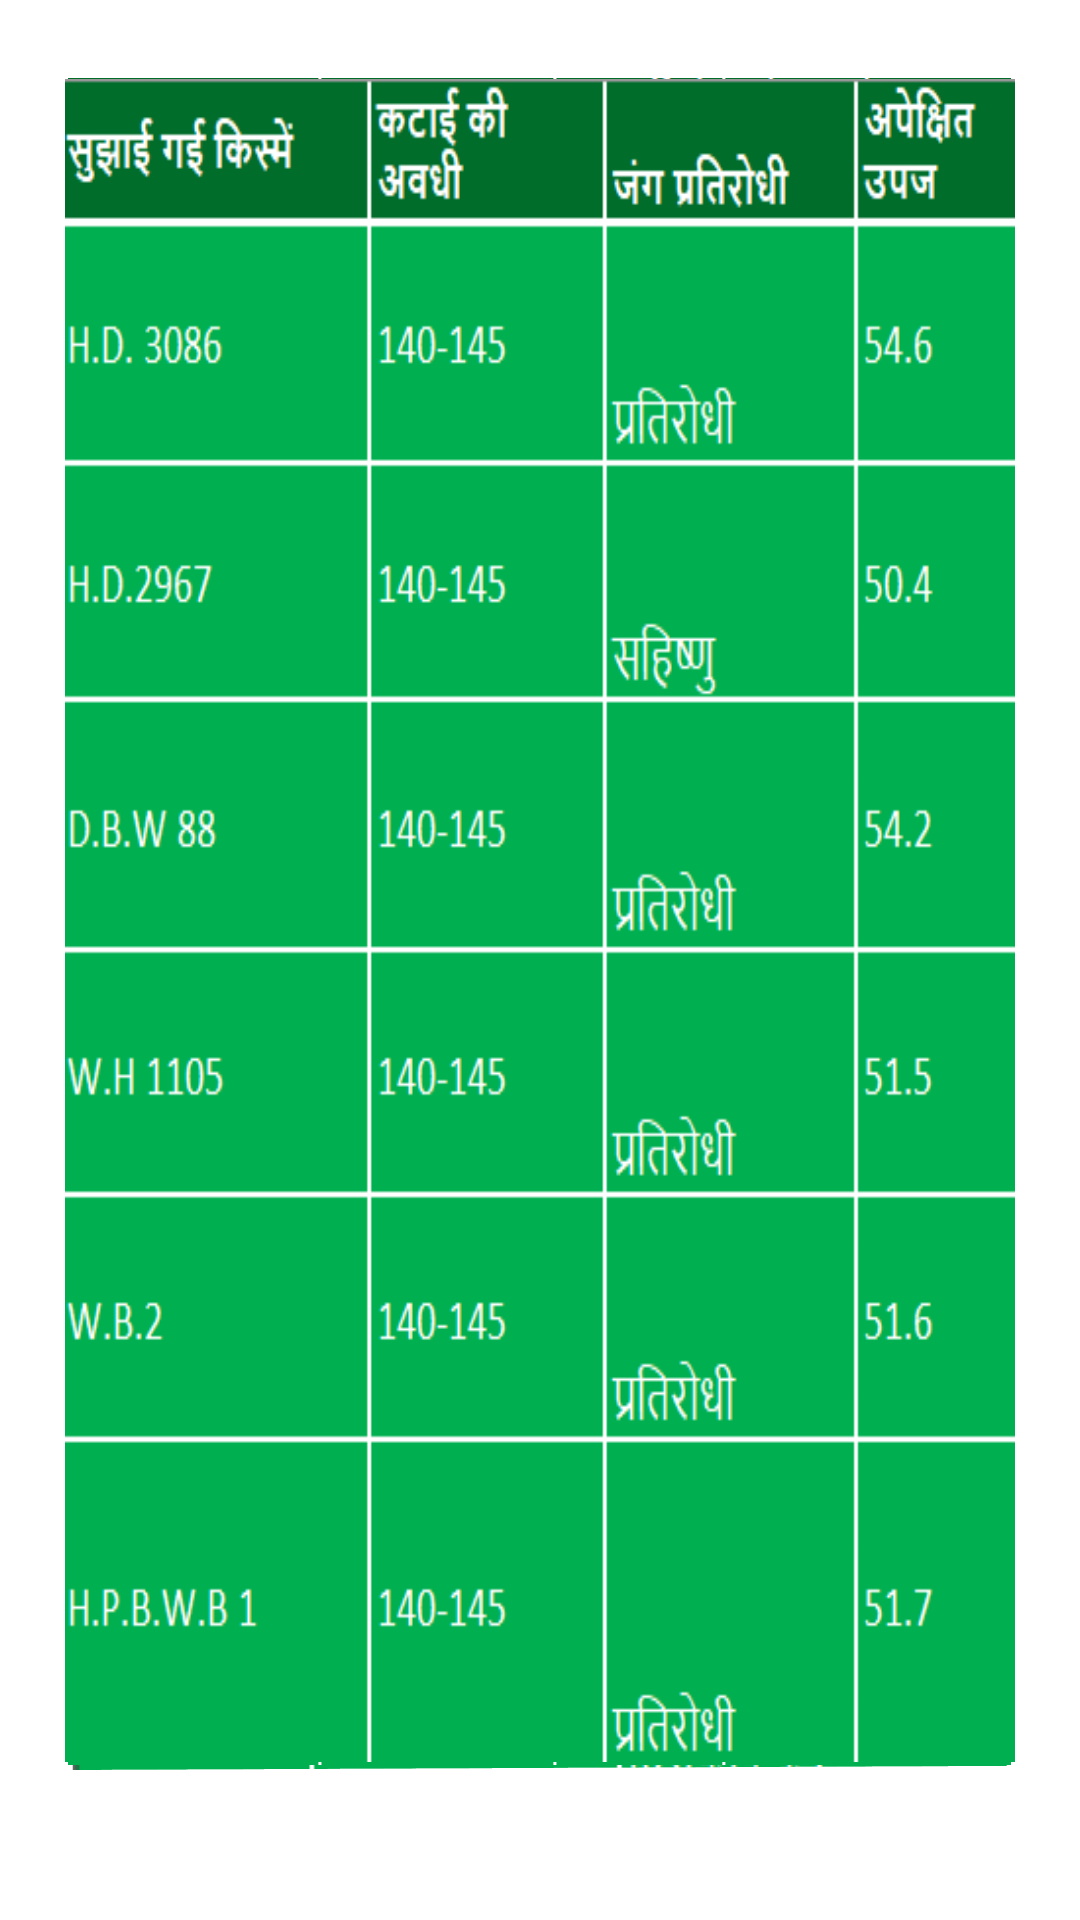 सुझाई गई किस्में
कटाई की
अवधी
जंग प्रतिरोधी
अपेक्षित
उपज
H.D. 3086
140-145
प्रतिरोधी
54.6
H.D.2967
140-145
सहिष्णु
50.4
D.B.W 88
140-145
प्रतिरोधी
54.2
W.H 1105
140-145
प्रतिरोधी
51.5
W.B.2
140-145
प्रतिरोधी
51.6
H.P.B.W.B 1
140-145
प्रतिरोधी
51.7